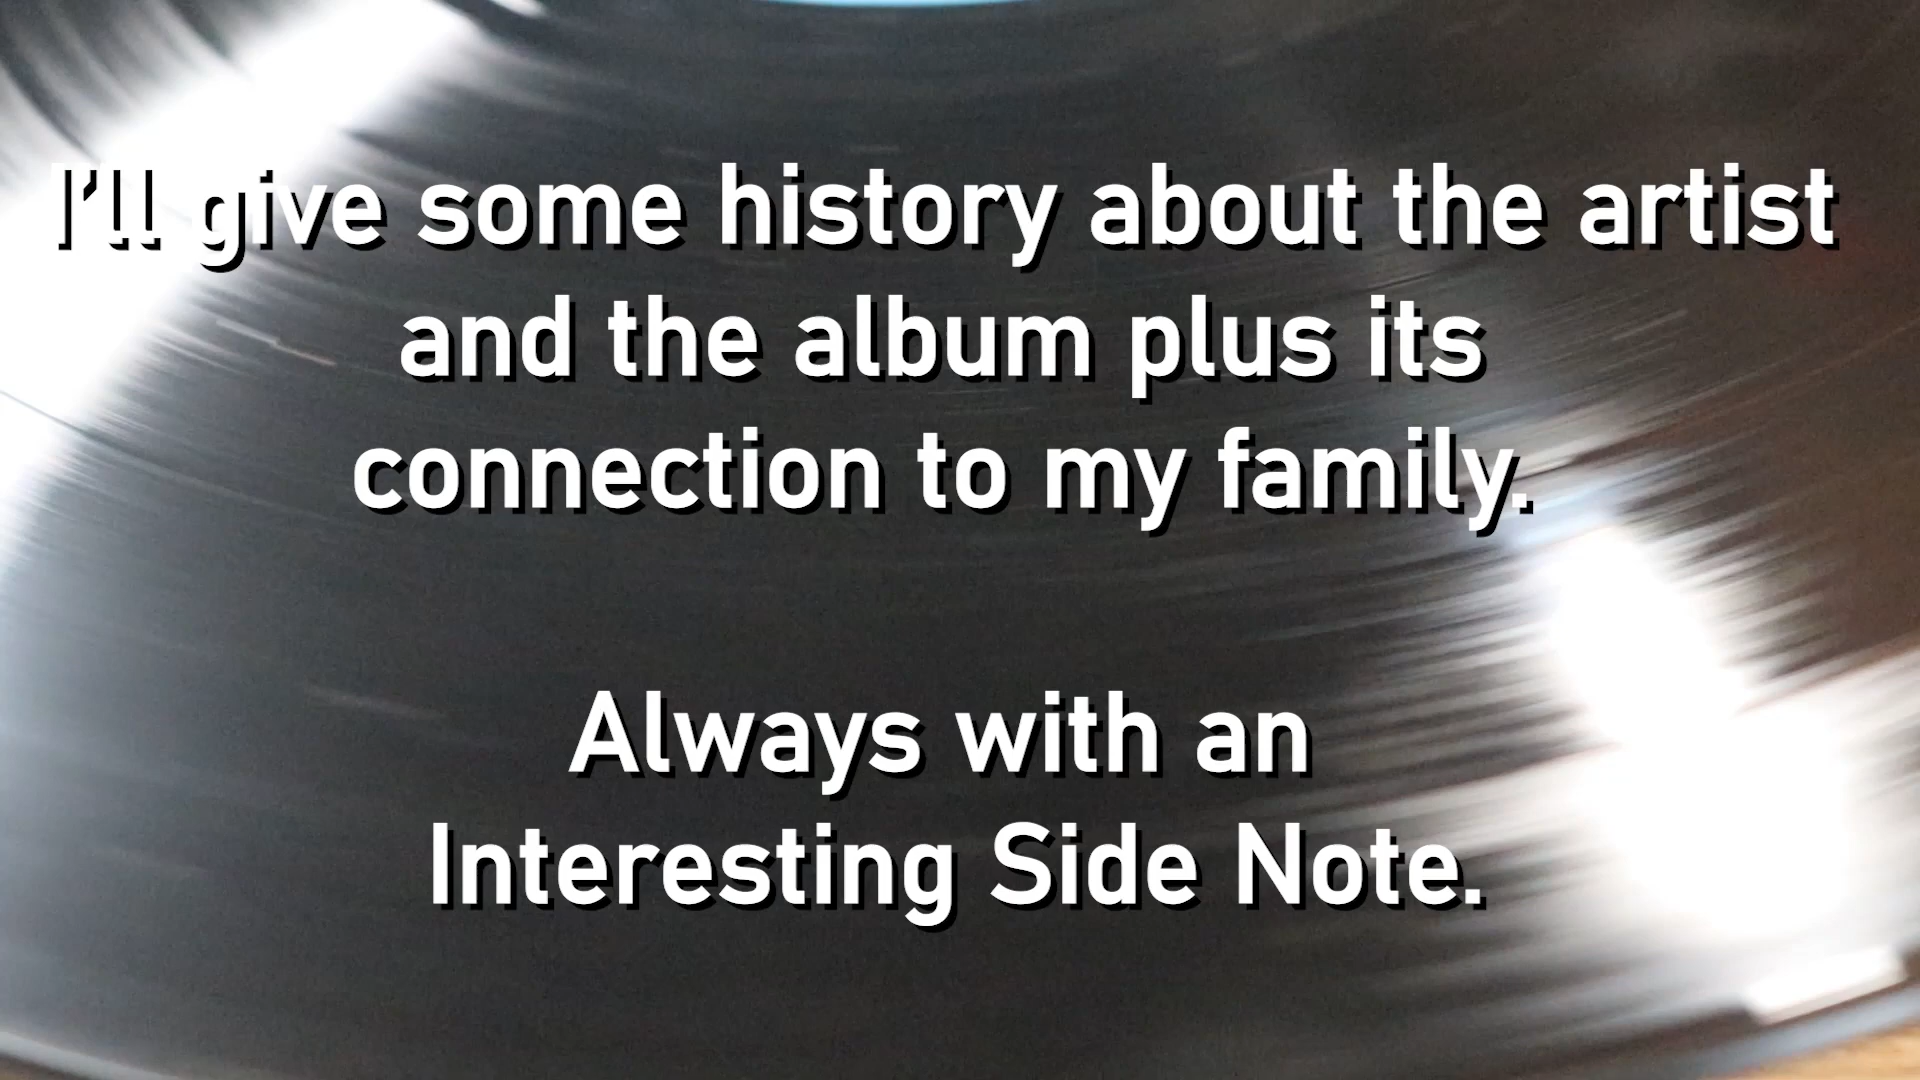 I'll give some history about the artist
and the album plus its
connection to my family.
Always with an
Interesting Side Note.